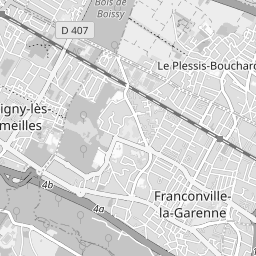 Bois de
Boissy
D 407
Le Plessis-Bouchard
igny-lès-
meilles
4b
4a
Franconville-
la-Garenne